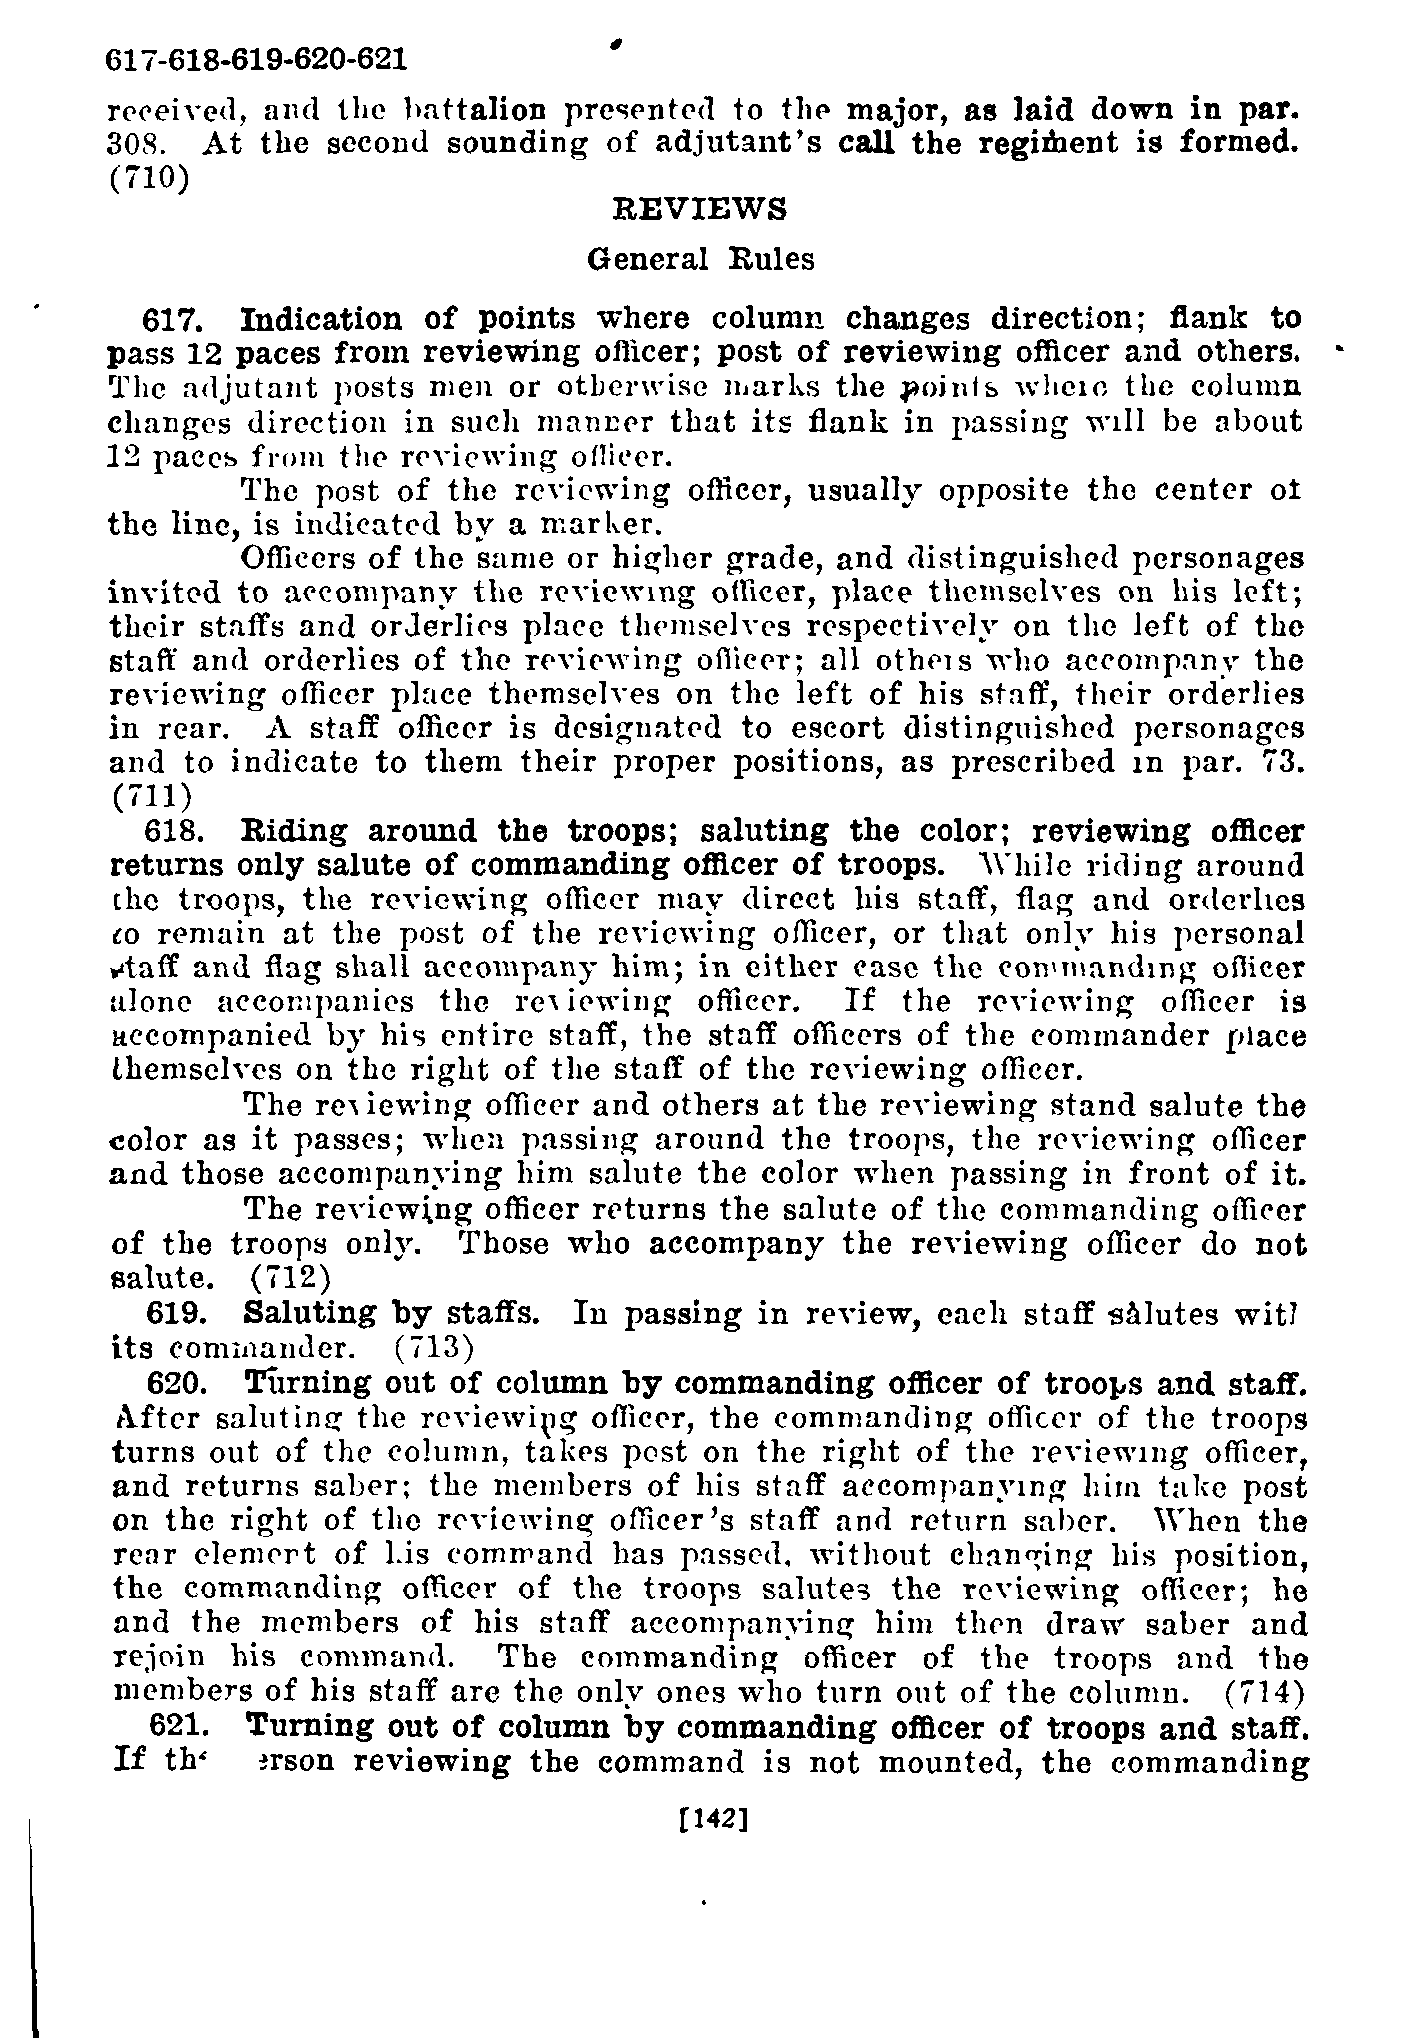 617-618-619-620-621
received, and the battalion presented to the major, as laid down in par.
308. At the second sounding of adjutant's call the regiment is formed.
(710)
REVIEWS
General Rules
617. Indication of points where column changes direction; flank to
pass 12 paces from reviewing officer; post of reviewing officer and others.
The adjutant posts men or otherwise marks the points where the column
changes direction in such manner that its flank in passing will be about
12 paces from the reviewing officer.
The post of the reviewing officer, usually opposite the center of
the line, is indicated by a marker.
Officers of the same or higher grade, and distinguished personages
invited to accompany the reviewing officer, place themselves on his left;
their staffs and orderlies place themselves respectively on the left of the
staff and orderlies of the reviewing officer; all others who accompany the
reviewing officer place themselves on the left of his staff, their orderlies
in rear. A staff officer is designated to escort distinguished personages
and to indicate to them their proper positions, as prescribed in par. 73.
(711)
618. Riding around the troops; saluting the color; reviewing officer
returns only salute of commanding officer of troops. While riding around
the troops, the reviewing officer may direct his staff, flag and orderlies
to remain at the post of the reviewing officer, or that only his personal
staff and flag shall accompany him; in either case the commanding officer
alone accompanies the reviewing officer. If the reviewing officer is
accompanied by his entire staff, the staff officers of the commander place
themselves on the right of the staff of the reviewing officer.
The reviewing officer and others at the reviewing stand salute the
color as it passes; when passing around the troops, the reviewing officer
and those accompanying him salute the color when passing in front of it.
The reviewing officer returns the salute of the commanding officer
of the troops only. Those who accompany the reviewing officer do not
salute. (712)
619. Saluting by staffs. In passing in review, each staff salutes with
its commander. (713)
620. Turning out of column by commanding officer of troops and staff.
After saluting the reviewing officer, the commanding officer of the troops
turns out of the column, takes post on the right of the reviewing officer,
and returns saber; the members of his staff accompanying him take post
on the right of the reviewing officer's staff and return saber. When the
rear element of his command has passed, without changing his position,
the commanding officer of the troops salutes the reviewing officer; he
and the members of his staff accompanying him then draw saber and
rejoin his command. The commanding officer of the troops and the
members of his staff are the only ones who turn out of the column. (714)
621. Turning out of column by commanding officer of troops and staff.
If the erson reviewing the command is not mounted, the commanding
[142]